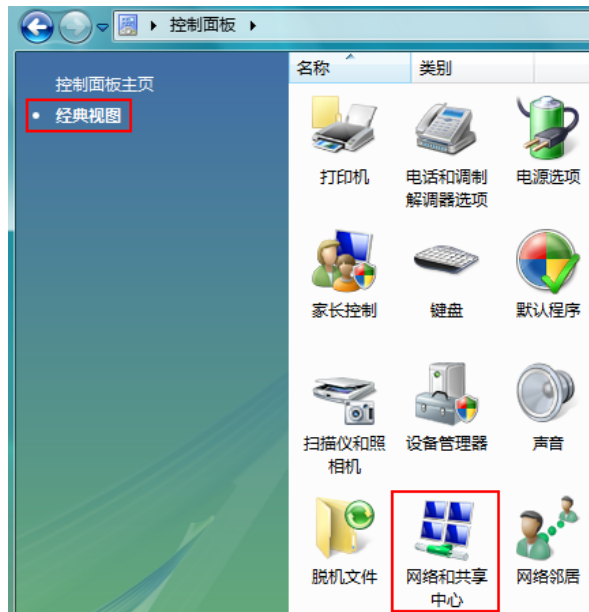 控制面板
名称 类别
控制面板主页
经典视图
打印机 电话和调制解调器选项 电源选项
家长控制 键盘 默认程序
扫描仪和照相机 设备管理器 声音
脱机文件 网络和共享中心 网络邻居